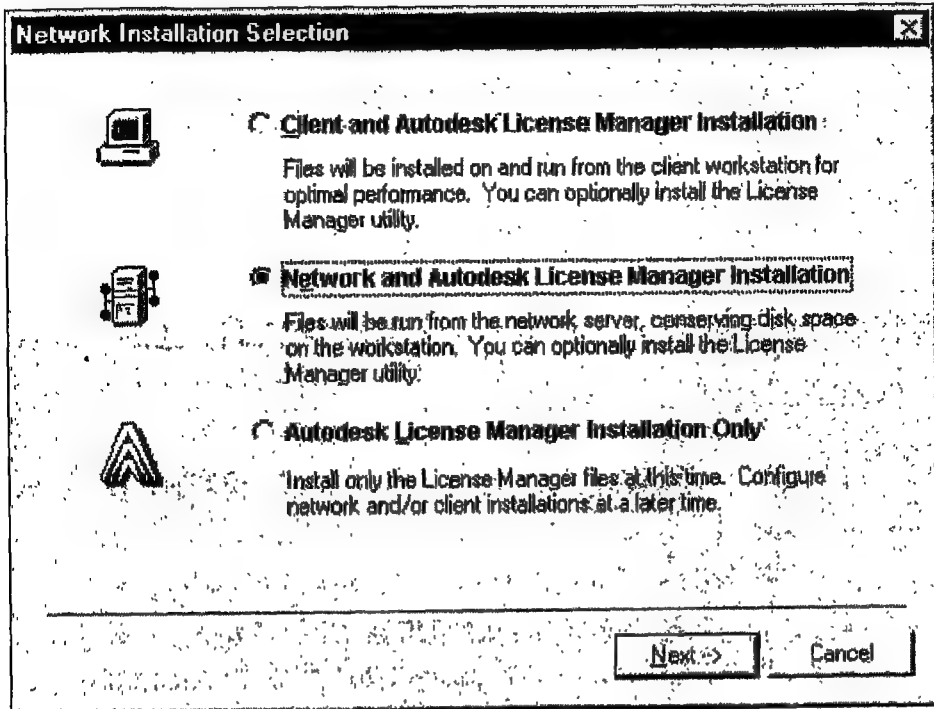 Network Installation Selection
Client and Autodesk License Manager Installation
Files will be installed on and run from the client workstation for
optimal performance. You can optionally install the License
Manager utility.
Network and Autodesk License Manager Installation
Files will be run from the network server, conserving disk space
on the workstation. You can optionally install the License
Manager utility.
Autodesk License Manager Installation Only
Install only the License Manager files at this time. Configure
network and/or client installations at a later time.
Next ->
Cancel